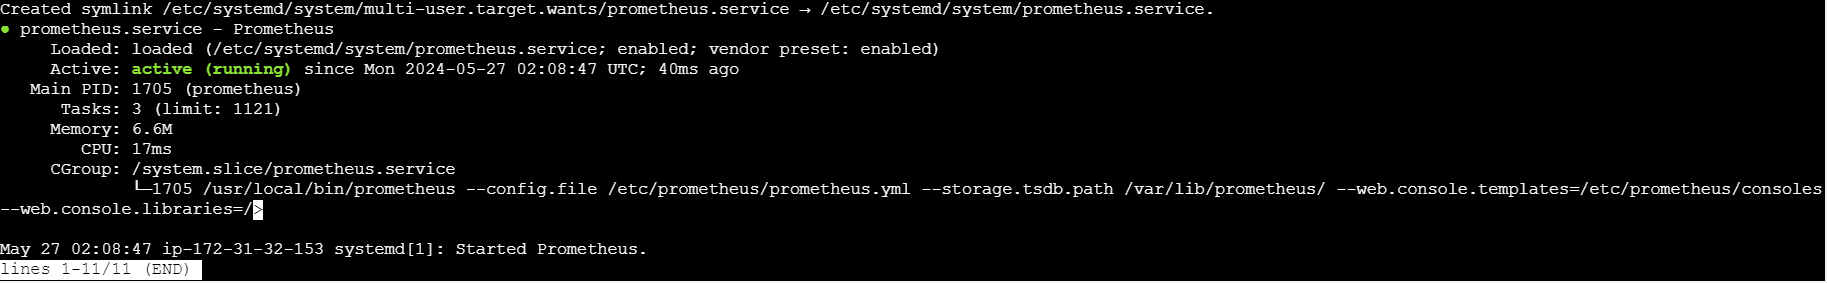 Created symlink /etc/systemd/system/multi-user.target.wants/prometheus.service → /etc/systemd/system/prometheus.service.
● prometheus.service - Prometheus
     Loaded: loaded (/etc/systemd/system/prometheus.service; enabled; vendor preset: enabled)
     Active: active (running) since Mon 2024-05-27 02:08:47 UTC; 40ms ago
   Main PID: 1705 (prometheus)
      Tasks: 3 (limit: 1121)
     Memory: 6.6M
        CPU: 17ms
     CGroup: /system.slice/prometheus.service
             └─1705 /usr/local/bin/prometheus --config.file /etc/prometheus/prometheus.yml --storage.tsdb.path /var/lib/prometheus/ --web.console.templates=/etc/prometheus/consoles
--web.console.libraries=/>
May 27 02:08:47 ip-172-31-32-153 systemd[1]: Started Prometheus.
lines 1-11/11 (END)